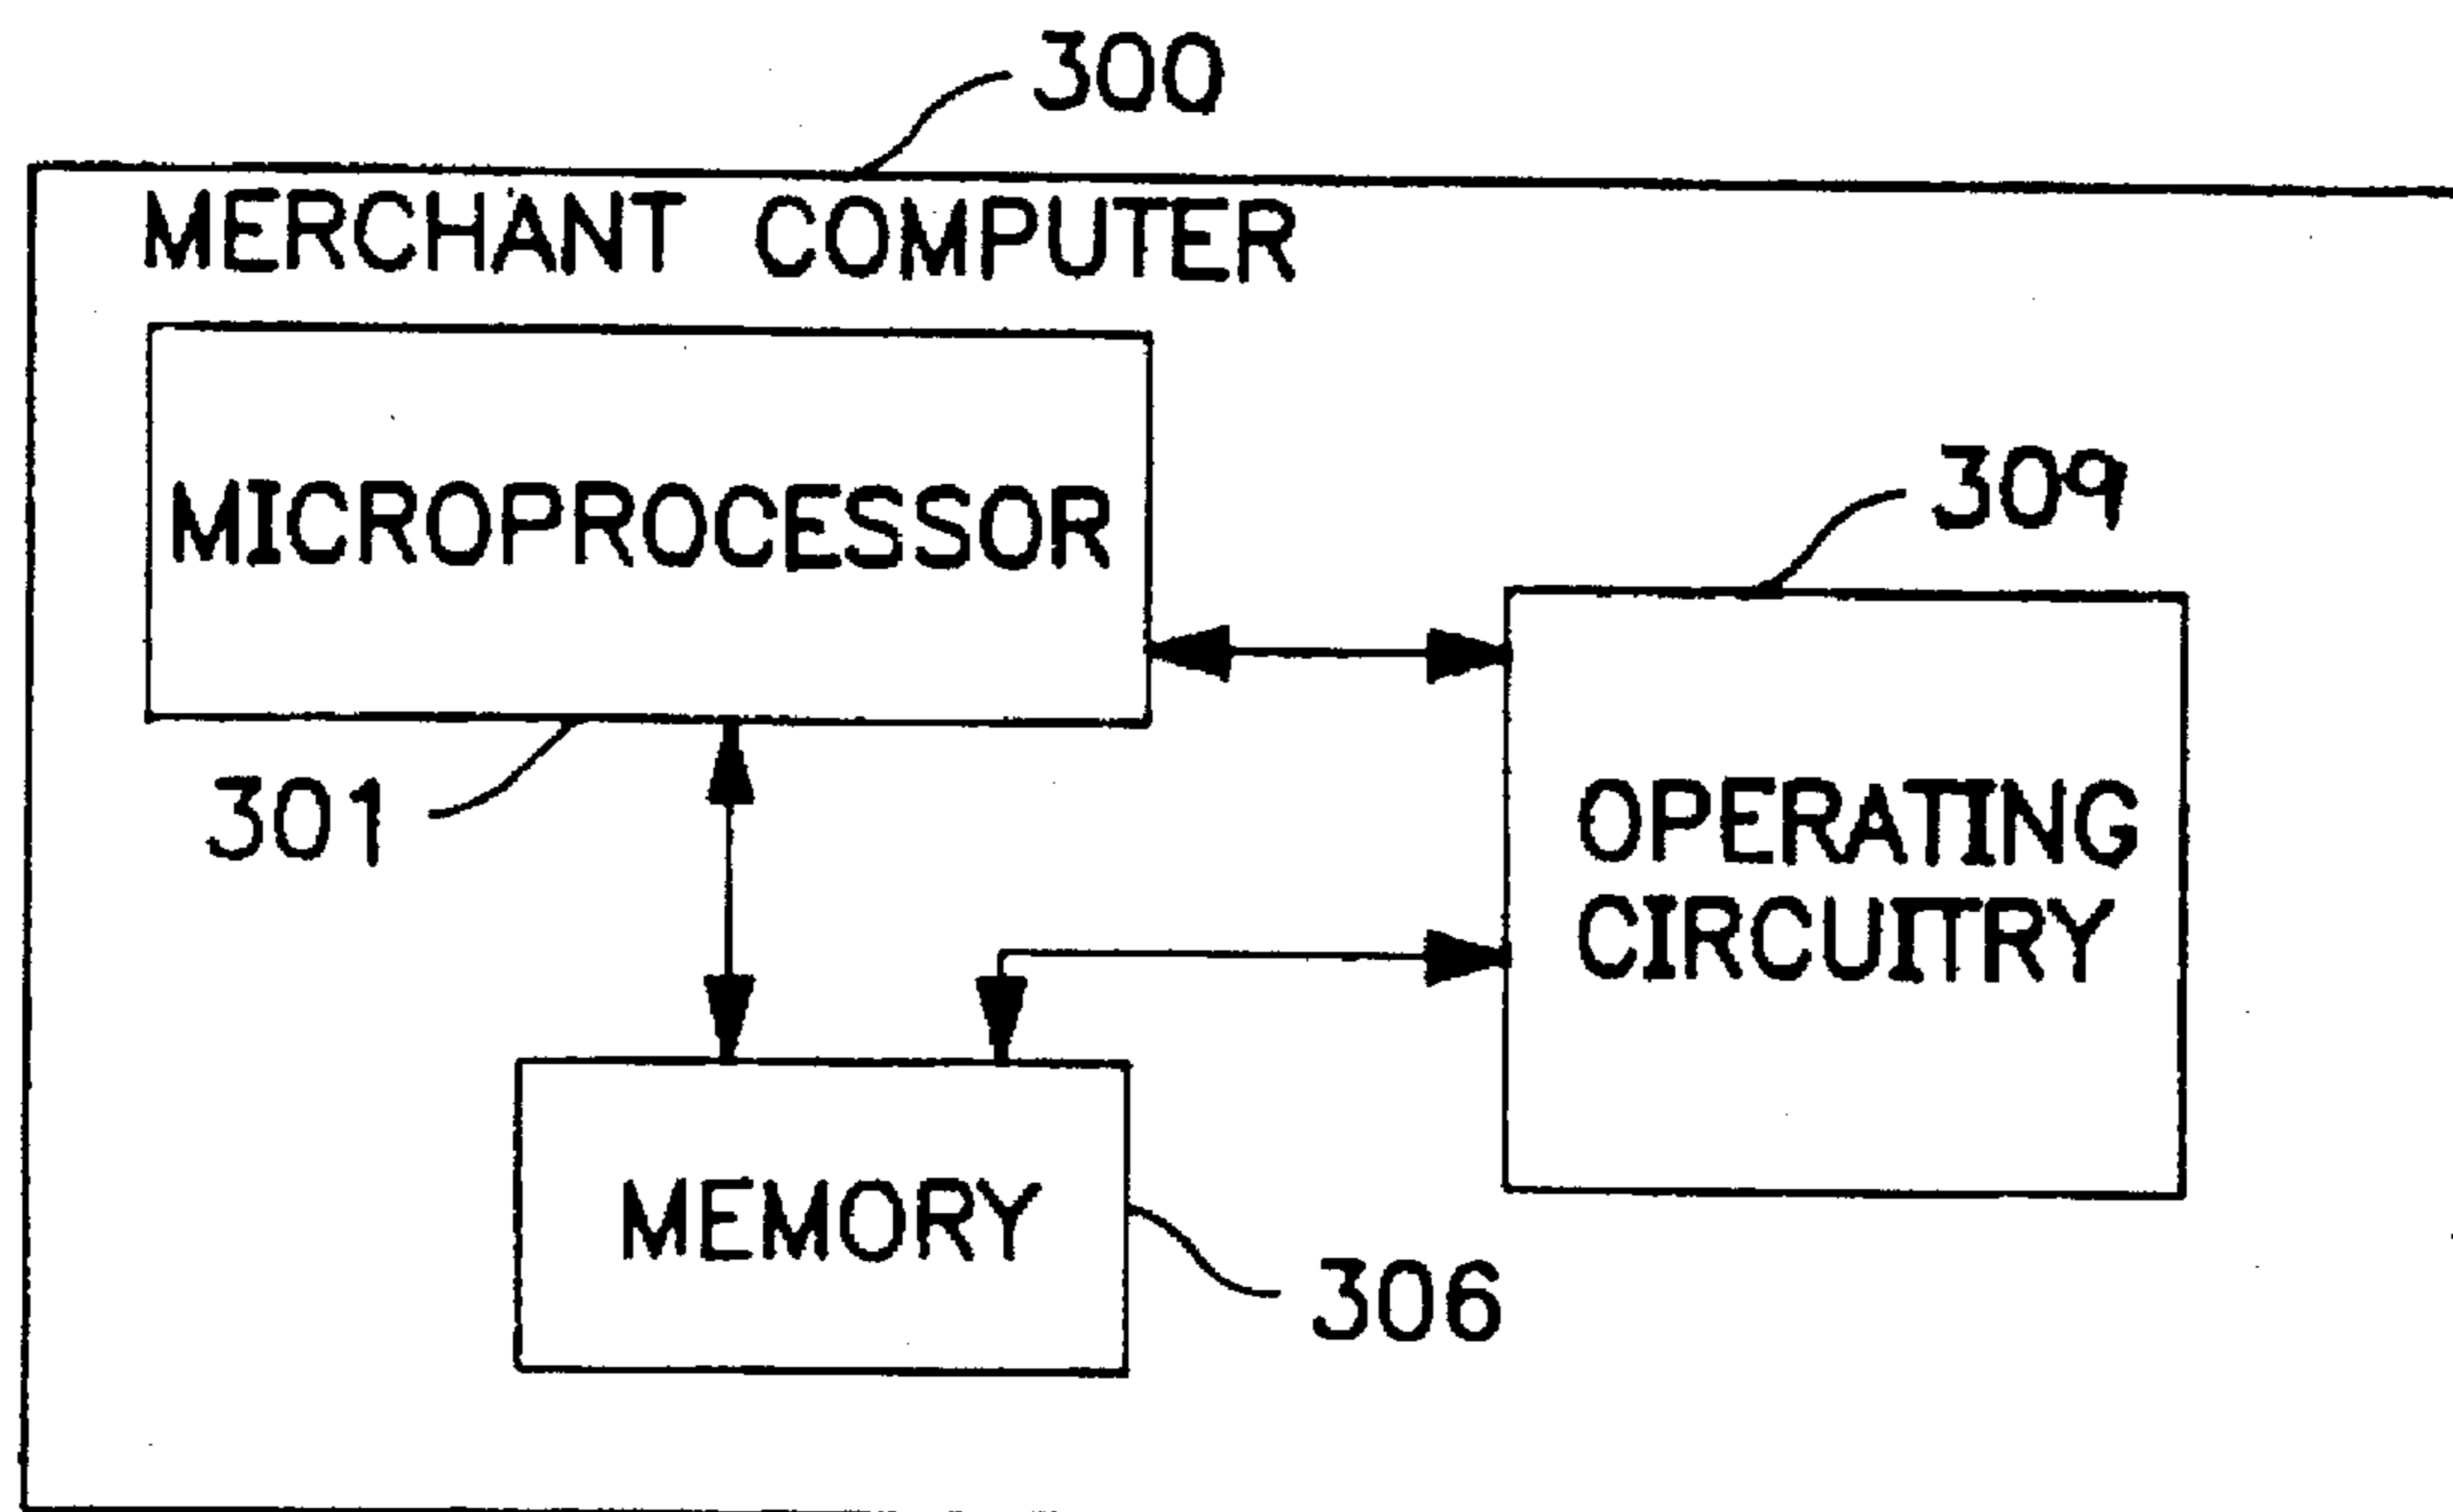 300
MERCHANT COMPUTER
MICROPROCESSOR
309
301
OPERATING
CIRCUITRY
MEMORY
306